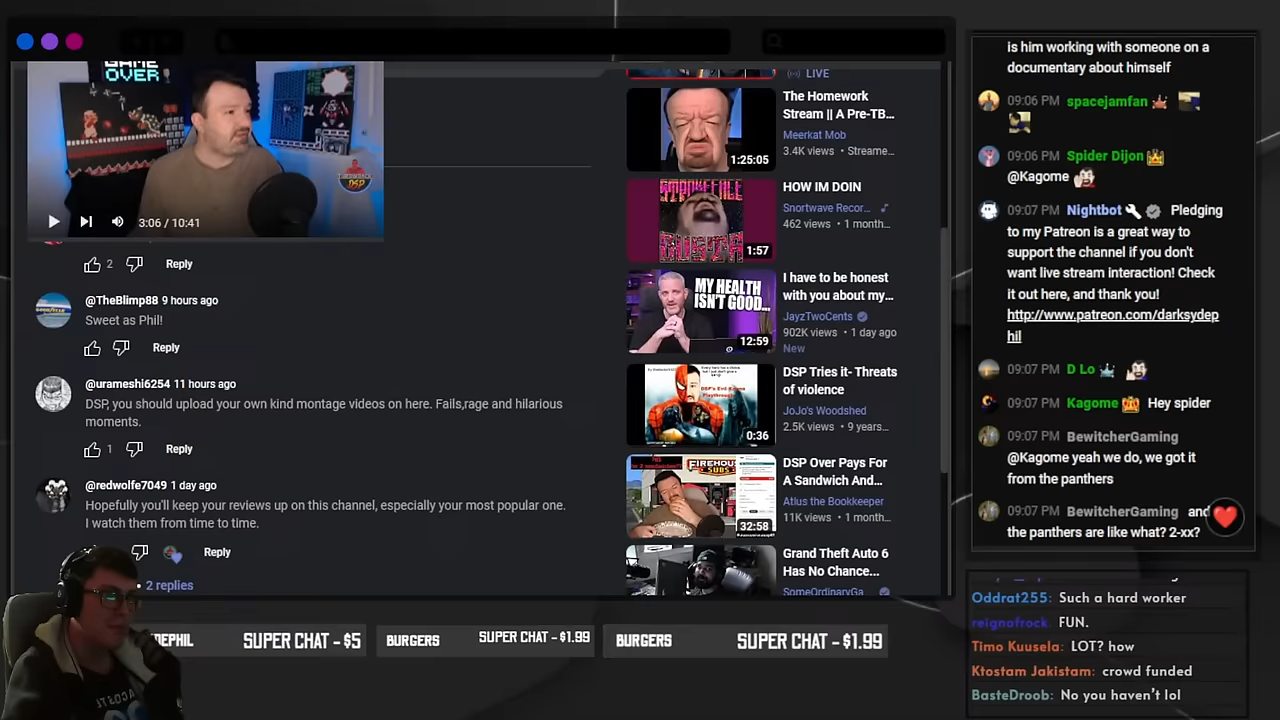 GAME
OVER
THROWBACK
DSP
3:06 / 10:41
2
Reply
@TheBlimp88 9 hours ago
Sweet as Phil!
Reply
@urameshi6254 11 hours ago
DSP, you should upload your own kind montage videos on here. Fails,rage and hilarious
moments.
1
Reply
@redwolfe7049 1 day ago
Hopefully you'll keep your reviews up on this channel, especially your most popular one.
I watch them from time to time.
Reply
• 2 replies
LIVE
The Homework
Stream || A Pre-TB...
Meerkat Mob
3.4K views • Streame...
1:25:05
HOW IM DOIN
Snortwave Recor...
462 views • 1 month...
1:57
I have to be honest
with you about my...
JayzTwoCents
902K views • 1 day ago
New
MY HEALTH
ISN'T GOOD...
12:59
DSP Tries it- Threats
of violence
JoJo's Woodshed
2.5K views • 9 years...
0:36
DSP Over Pays For
A Sandwich And...
Atlus the Bookkeeper
11K views • 1 month...
FIREHOUSE
SUBS
32:58
Grand Theft Auto 6
Has No Chance...
SomeOrdinaryGa...
DEPHIL
SUPER CHAT - $5
BURGERS
SUPER CHAT - $1.99
BURGERS
SUPER CHAT - $1.99
is him working with someone on a
documentary about himself
09:06 PM spacejamfan
09:06 PM Spider Dijon
@Kagome
09:07 PM Nightbot Pledging
to my Patreon is a great way to
support the channel if you don't
want live stream interaction! Check
it out here, and thank you!
http://www.patreon.com/darksydep
hil
09:07 PM D Lo
09:07 PM Kagome Hey spider
09:07 PM BewitcherGaming
@Kagome yeah we do, we got it
from the panthers
09:07 PM BewitcherGaming and
the panthers are like what? 2-xx?
Oddrat255: Such a hard worker
reignofrock: FUN.
Timo Kuusela: LOT? how
Ktostam Jakistam: crowd funded
BasteDroob: No you haven't lol